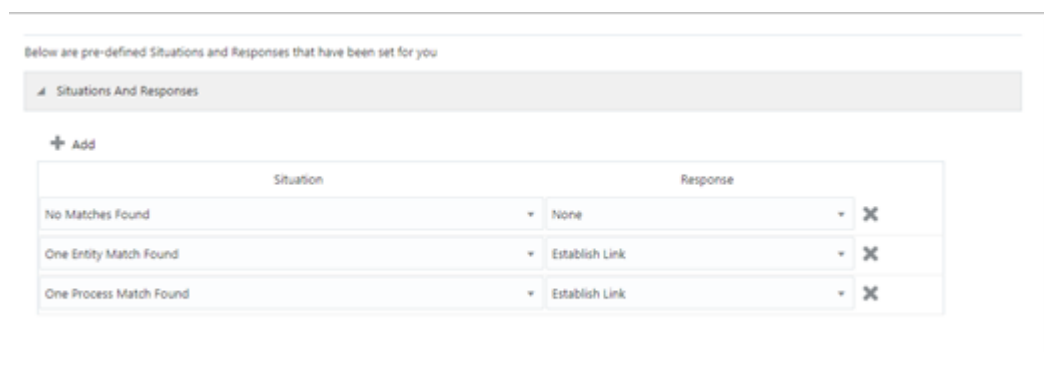 Below are pre-defined Situations and Responses that have been set for you
Situations And Responses
Add
Situation Response
No Matches Found None
One Entity Match Found Establish Link
One Process Match Found Establish Link